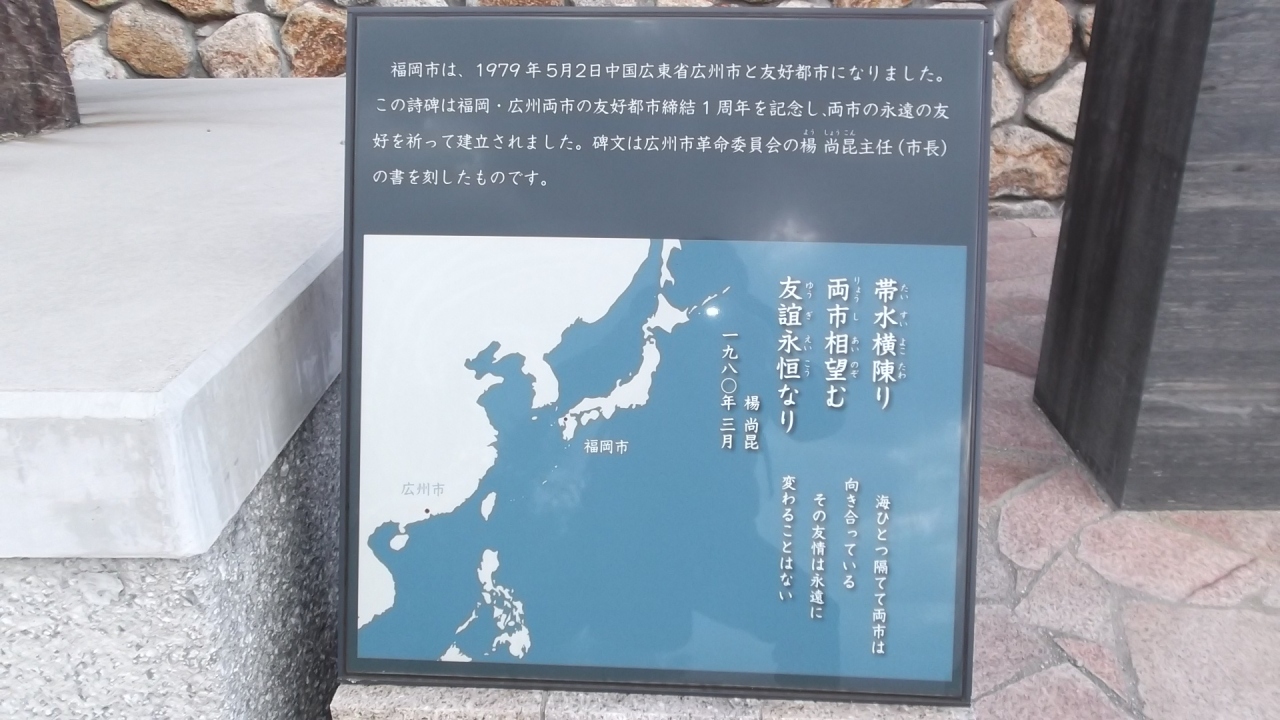 福岡市は、1979年5月2日中国広東省広州市と友好都市になりました。
この詩碑は福岡・広州両市の友好都市締結1周年を記念し、両市の永遠の友
好を祈って建立されました。碑文は広州市革命委員会の楊尚昆主任(市長)
の書を刻したものです。
帯水横陳り
両市相望む
友誼永恒なり
楊尚昆
一九八〇年三月
海ひとつ隔てて両市は
向き合っている
その友情は永遠に
変わることはない
福岡市
広州市